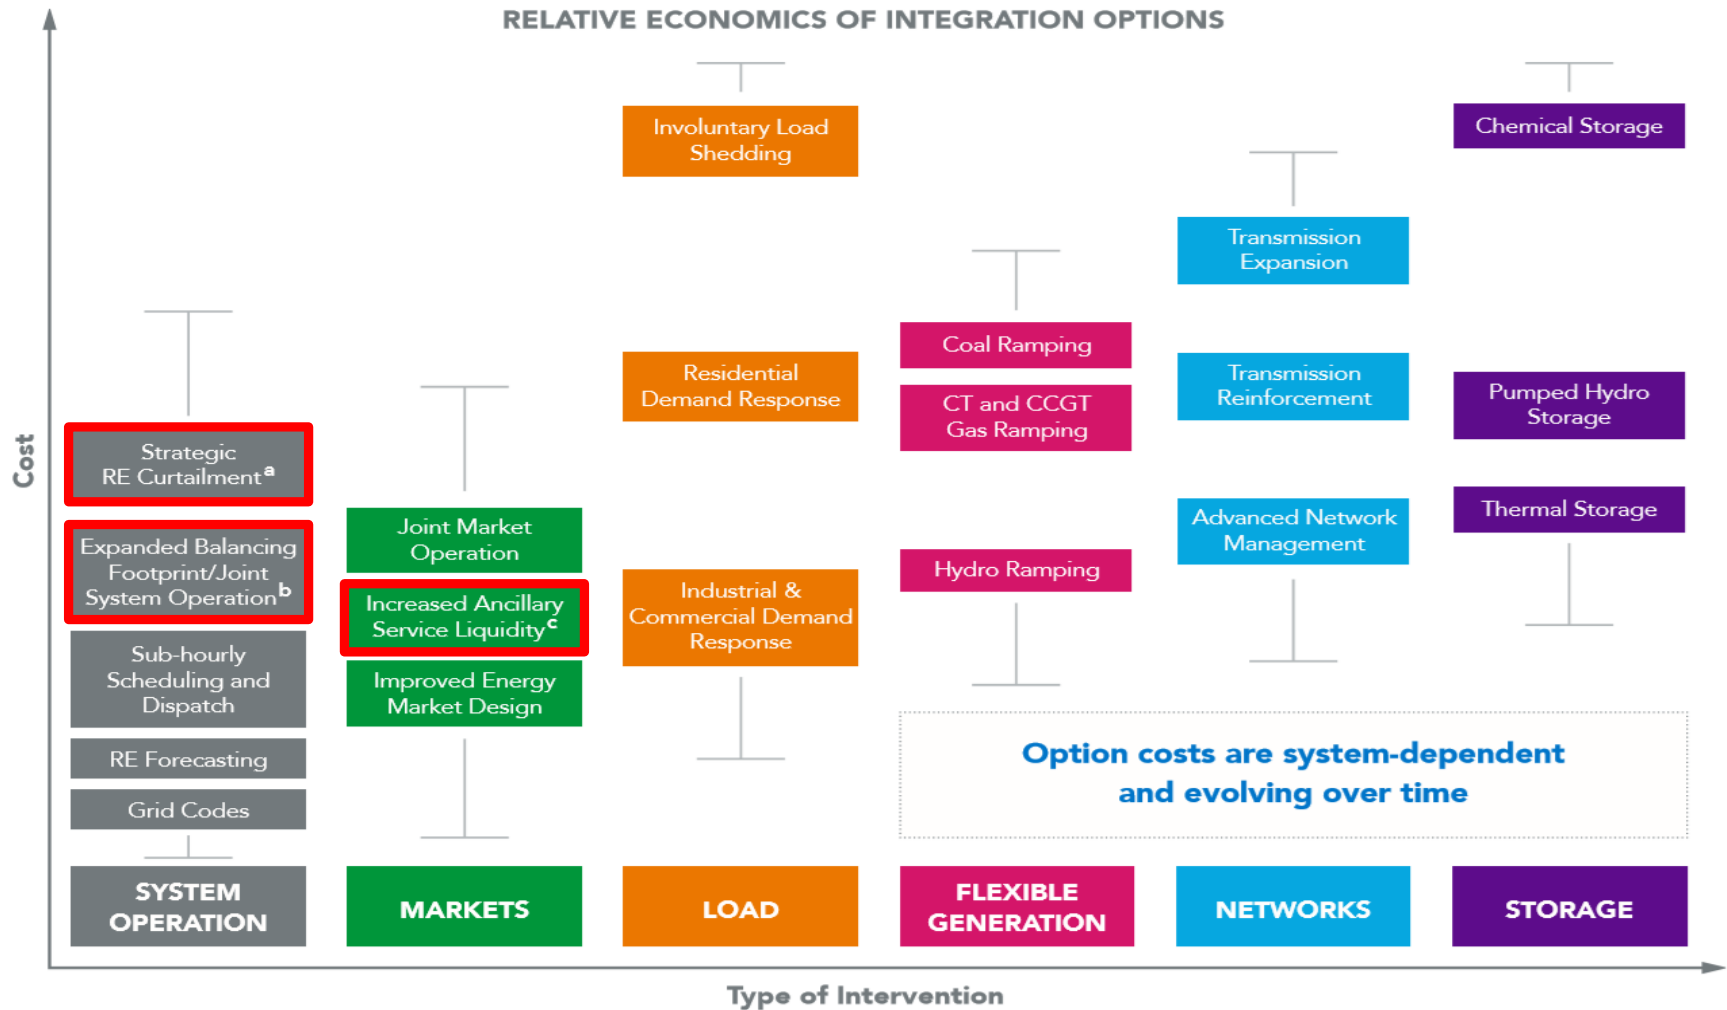 RELATIVE ECONOMICS OF INTEGRATION OPTIONS
Cost
Strategic
RE Curtailment a
Expanded Balancing
Footprint/Joint
System Operation b
Sub-hourly
Scheduling and
Dispatch
RE Forecasting
Grid Codes
SYSTEM
OPERATION
Joint Market
Operation
Increased Ancillary
Service Liquidity c
Improved Energy
Market Design
MARKETS
Involuntary Load
Shedding
Residential
Demand Response
Industrial &
Commercial Demand
Response
LOAD
Coal Ramping
CT and CCGT
Gas Ramping
Hydro Ramping
FLEXIBLE
GENERATION
Transmission
Expansion
Transmission
Reinforcement
Advanced Network
Management
NETWORKS
Chemical Storage
Pumped Hydro
Storage
Thermal Storage
STORAGE
Option costs are system-dependent
and evolving over time
Type of Intervention